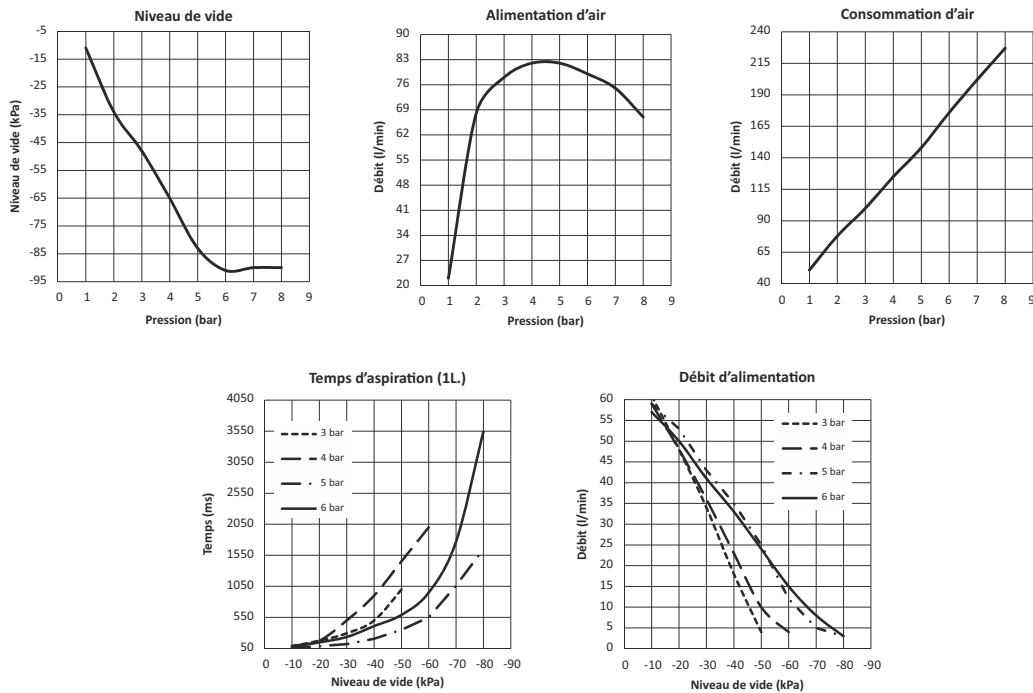 Niveau de vide
-5
-15
-25
-35
-45
-55
-65
-75
-85
-95
Niveau de vide (kPa)
0 1 2 3 4 5 6 7 8 9
Pression (bar)
Alimentation d'air
90
83
76
69
62
55
48
41
34
27
20
Débit (l/min)
0 1 2 3 4 5 6 7 8 9
Pression (bar)
Consommation d'air
240
215
190
165
140
115
90
65
40
Débit (l/min)
0 1 2 3 4 5 6 7 8 9
Pression (bar)
Temps d'aspiration (1L.)
4050
3550
3050
2550
2050
1550
1050
550
50
Temps (ms)
3 bar
4 bar
5 bar
6 bar
0 -10 -20 -30 -40 -50 -60 -70 -80 -90
Niveau de vide (kPa)
Débit d'alimentation
60
55
50
45
40
35
30
25
20
15
10
5
0
Débit (l/min)
3 bar
4 bar
5 bar
6 bar
0 -10 -20 -30 -40 -50 -60 -70 -80 -90
Niveau de vide (kPa)